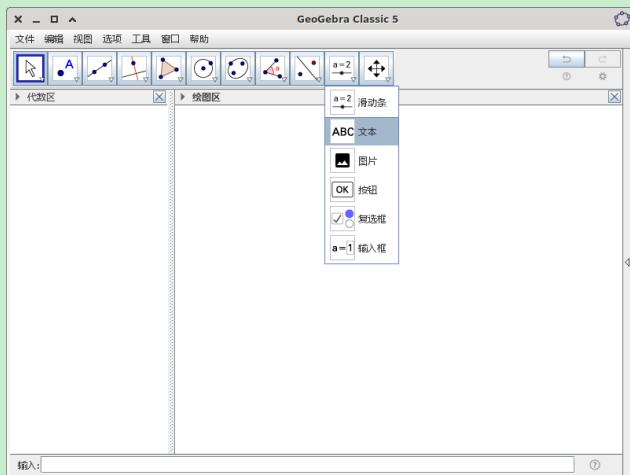 GeoGebra Classic 5
文件 编辑 视图 选项 工具 窗口 帮助
A
α°
a=2
代数区
绘图区
a=2 滑动条
ABC 文本
图片
OK 按钮
复选框
a=1 输入框
输入: